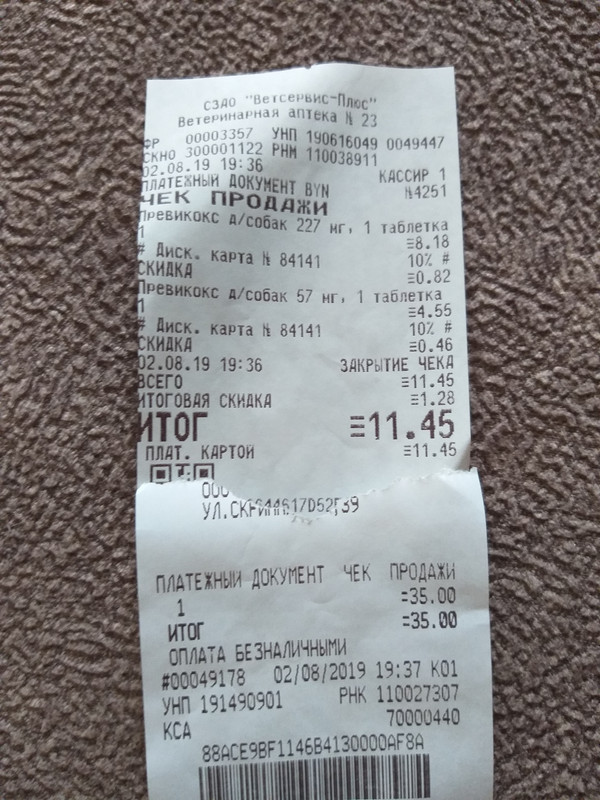 СЗАО "Ветсервис-Плюс"
Ветеринарная аптека № 23
ФР 00003357 УНП 190616049 0049447
СКНО 300001122 РНМ 110038911
02.08.19 19:36 КАССИР 1
ПЛАТЕЖНЫЙ ДОКУМЕНТ BYN №4251
ЧЕК ПРОДАЖИ
Превикокс д/собак 227 мг, 1 таблетка
1 =8.18
# Диск. карта № 84141 10% #
СКИДКА =0.82
Превикокс д/собак 57 мг, 1 таблетка
1 =4.55
# Диск. карта № 84141 10% #
СКИДКА =0.46
02.08.19 19:36 ЗАКРЫТИЕ ЧЕКА
ВСЕГО =11.45
ИТОГОВАЯ СКИДКА =1.28
ИТОГ =11.45
ПЛАТ. КАРТОЙ =11.45
ООО
ПЛАТЕЖНЫЙ ДОКУМЕНТ ЧЕК ПРОДАЖИ
1 =35.00
ИТОГ =35.00
ОПЛАТА БЕЗНАЛИЧНЫМИ
#00049178 02/08/2019 19:37 К01
УНП 191490901 РНК 110027307
КСА 70000440
88ACE9BF1146B4130000AF8A